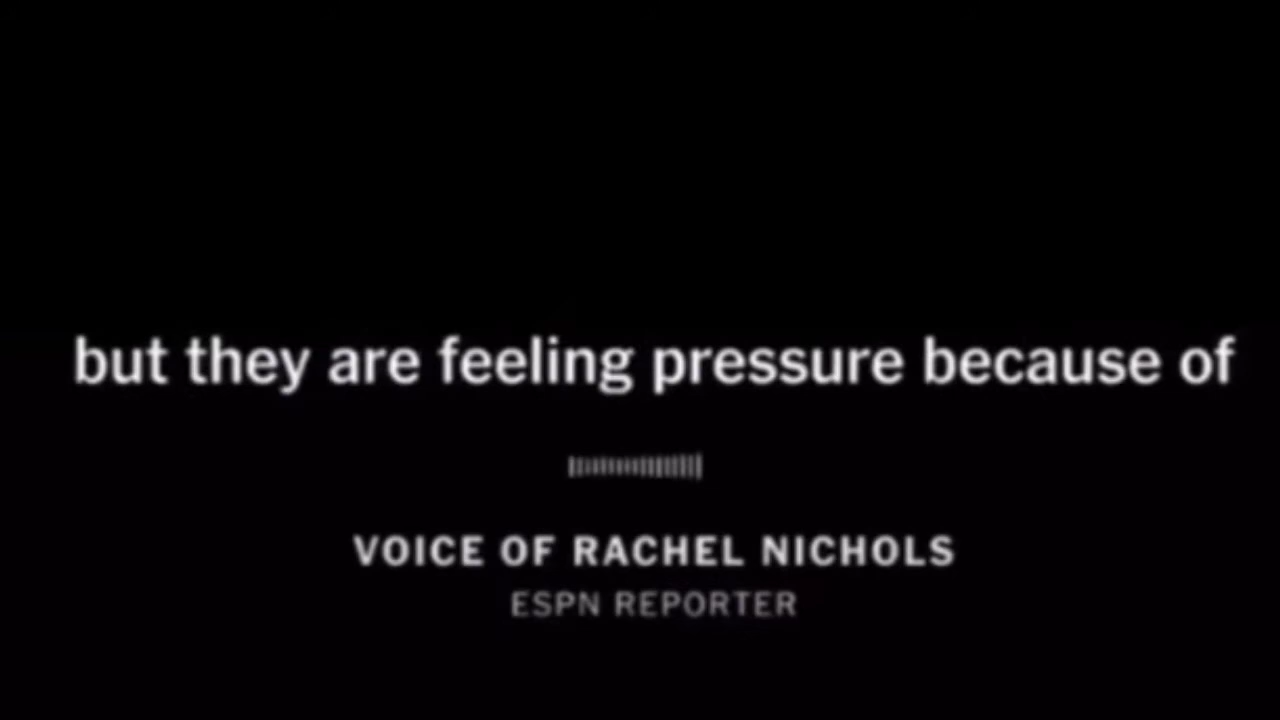 but they are feeling pressure because of
VOICE OF RACHEL NICHOLS
ESPN REPORTER